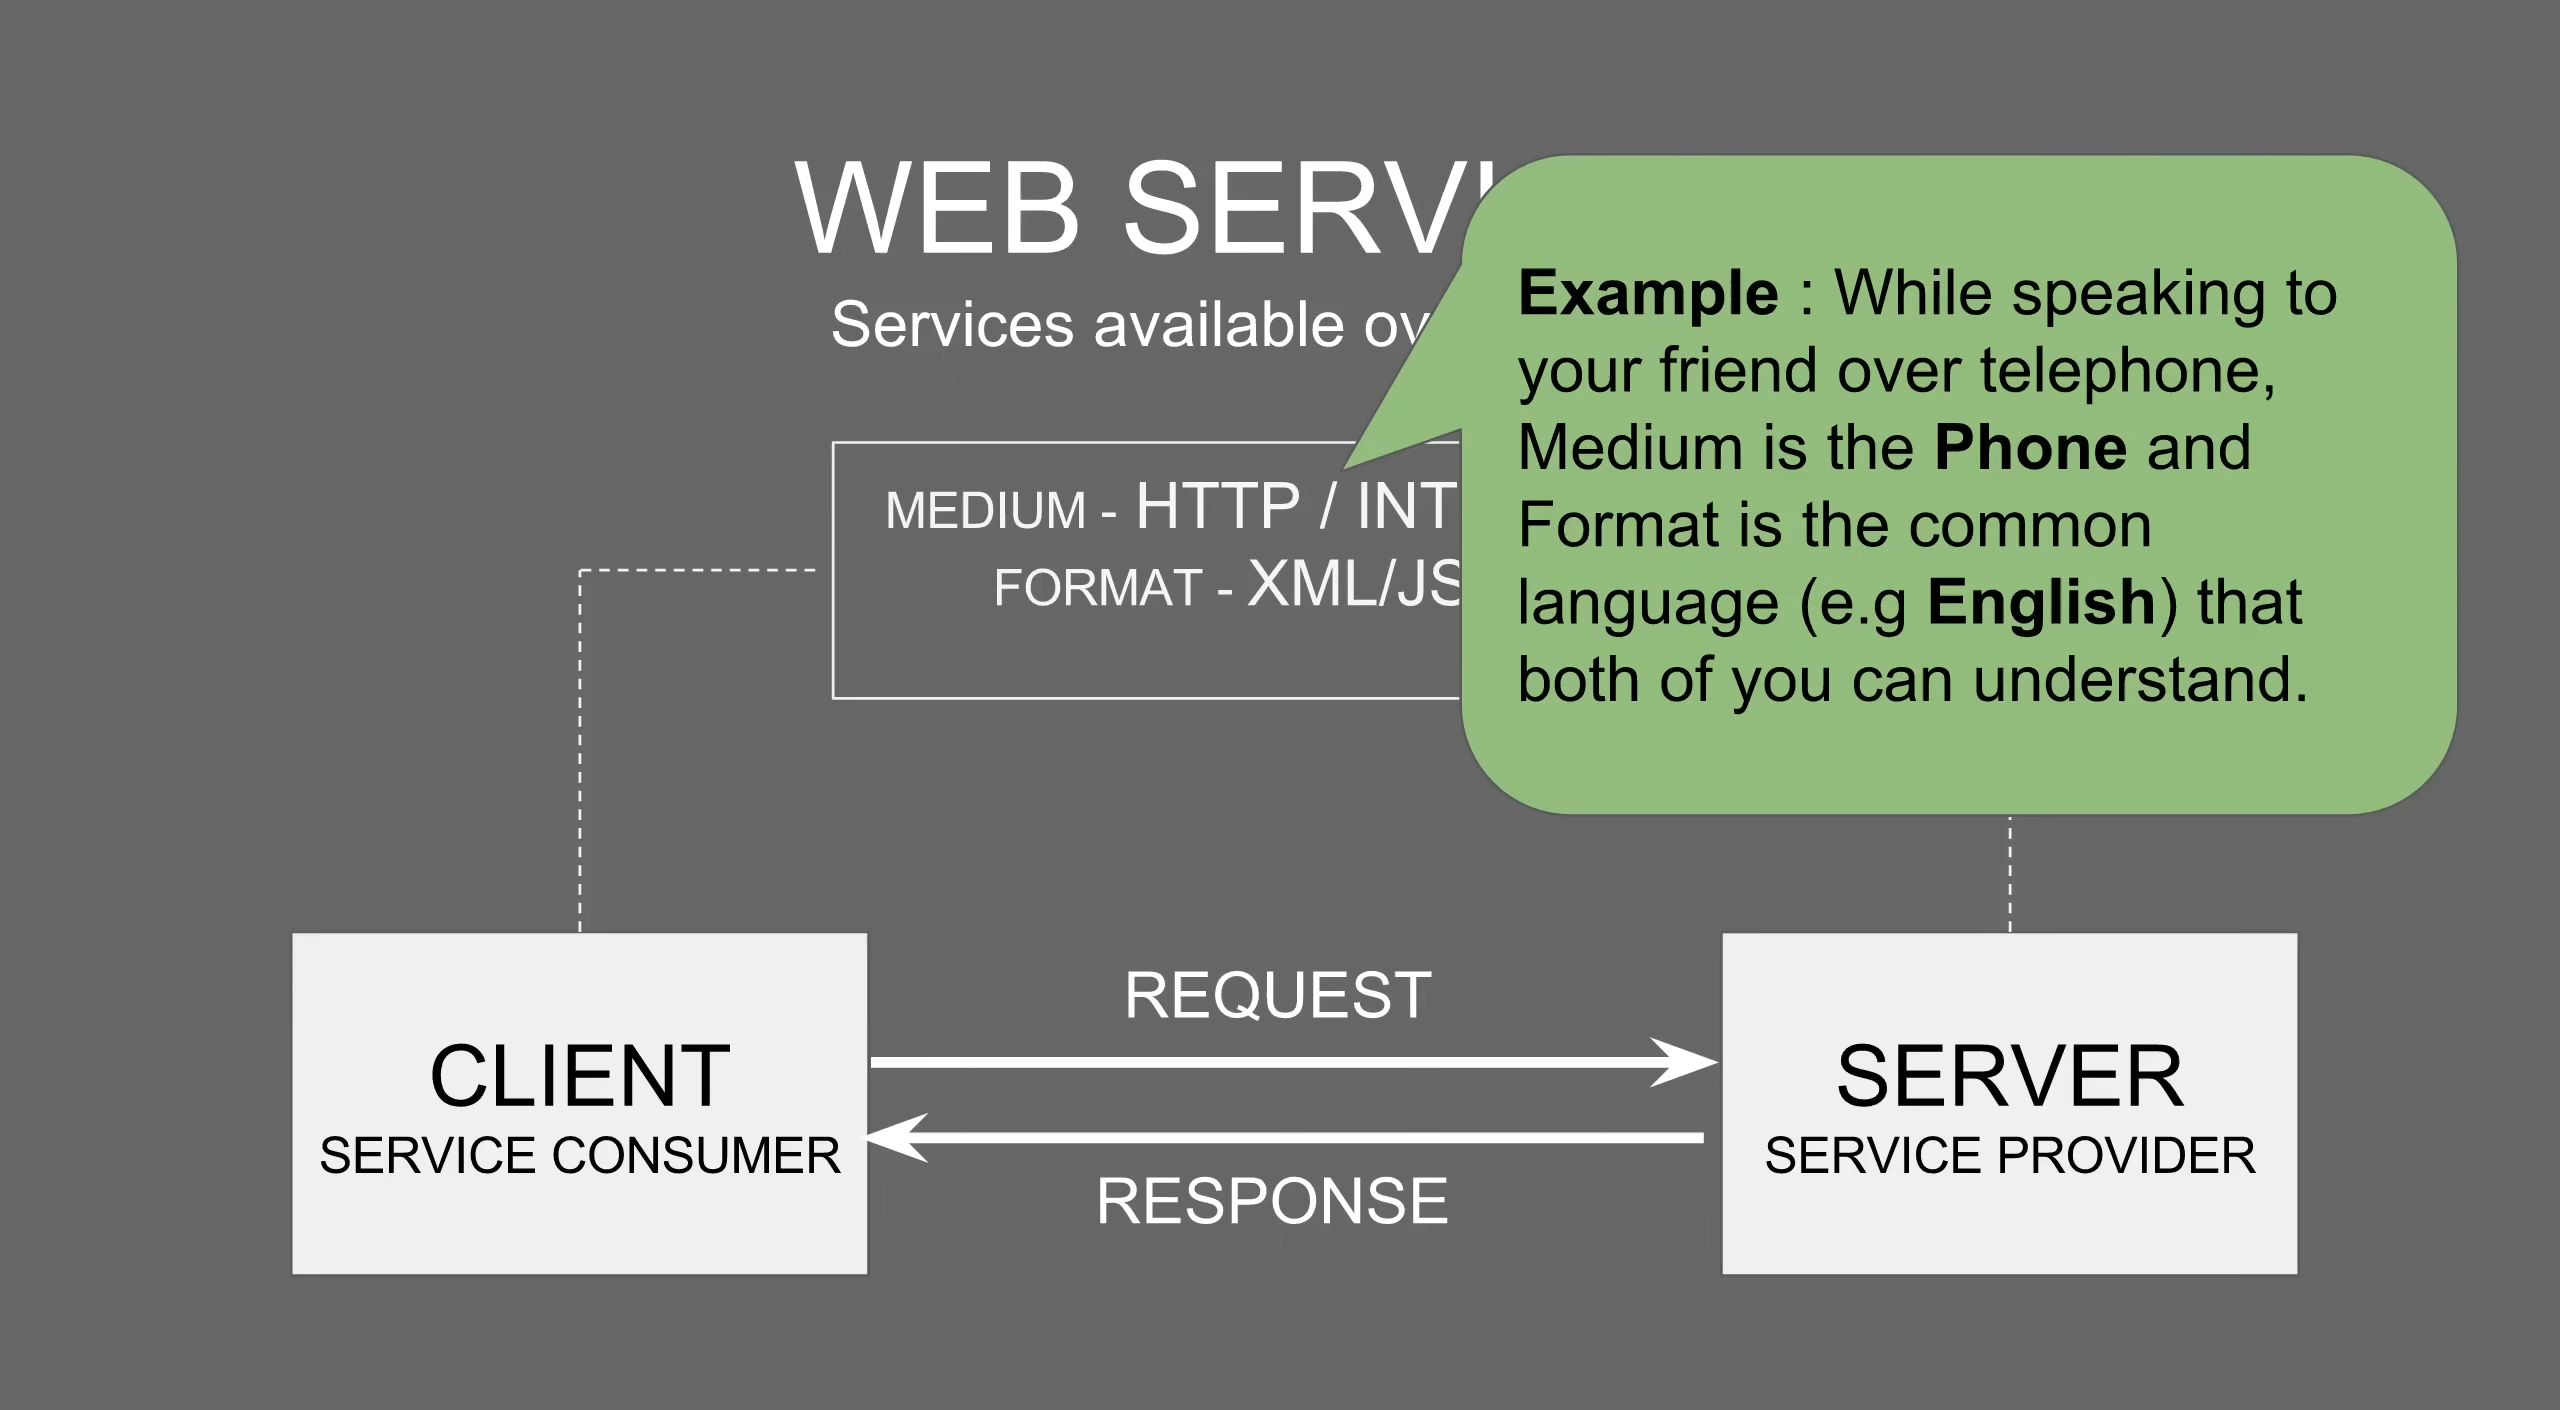 WEB SERVI
Services available ov
MEDIUM - HTTP / INT
FORMAT - XML/JS
Example : While speaking to
your friend over telephone,
Medium is the Phone and
Format is the common
language (e.g English) that
both of you can understand.
REQUEST
CLIENT
SERVICE CONSUMER
SERVER
SERVICE PROVIDER
RESPONSE